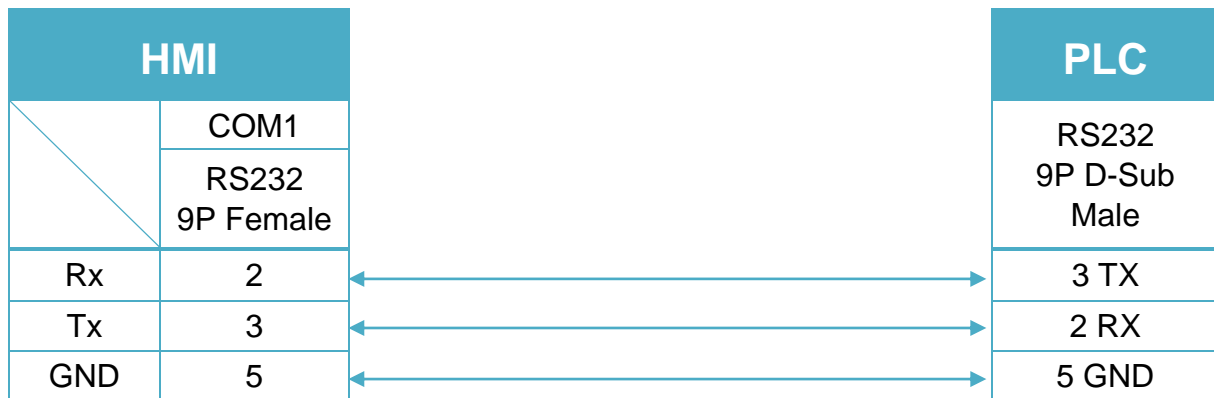 HMI
PLC
COM1
RS232
9P Female
RS232
9P D-Sub
Male
Rx 2 3 TX
Tx 3 2 RX
GND 5 5 GND